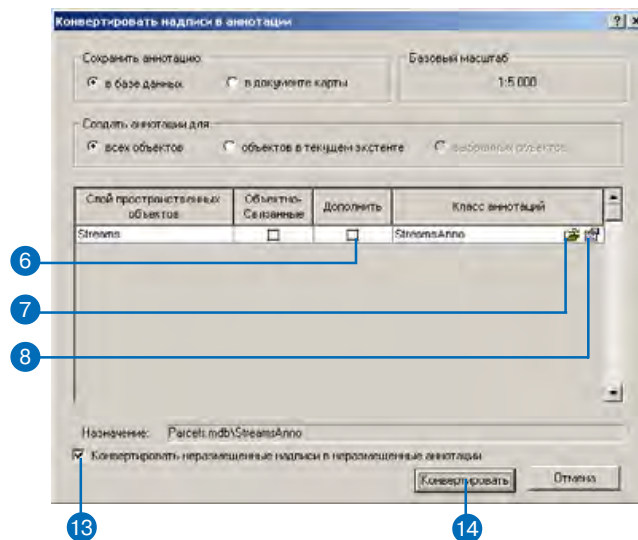 Конвертировать надписи в аннотации
Сохранить аннотацию
в базе данных
в документе карты
Базовый масштаб
1:5 000
Создать аннотации для
всех объектов
объектов в текущем экстенте
выбранных объектов
Слой пространственных объектов
Объектно-Связанные
Дополнить
Класс аннотаций
Streams
StreamsAnno
6
7
8
Назначение: Parcels.mdb\StreamsAnno
Конвертировать неразмещенные надписи в неразмещенные аннотации
Конвертировать
Отмена
13
14